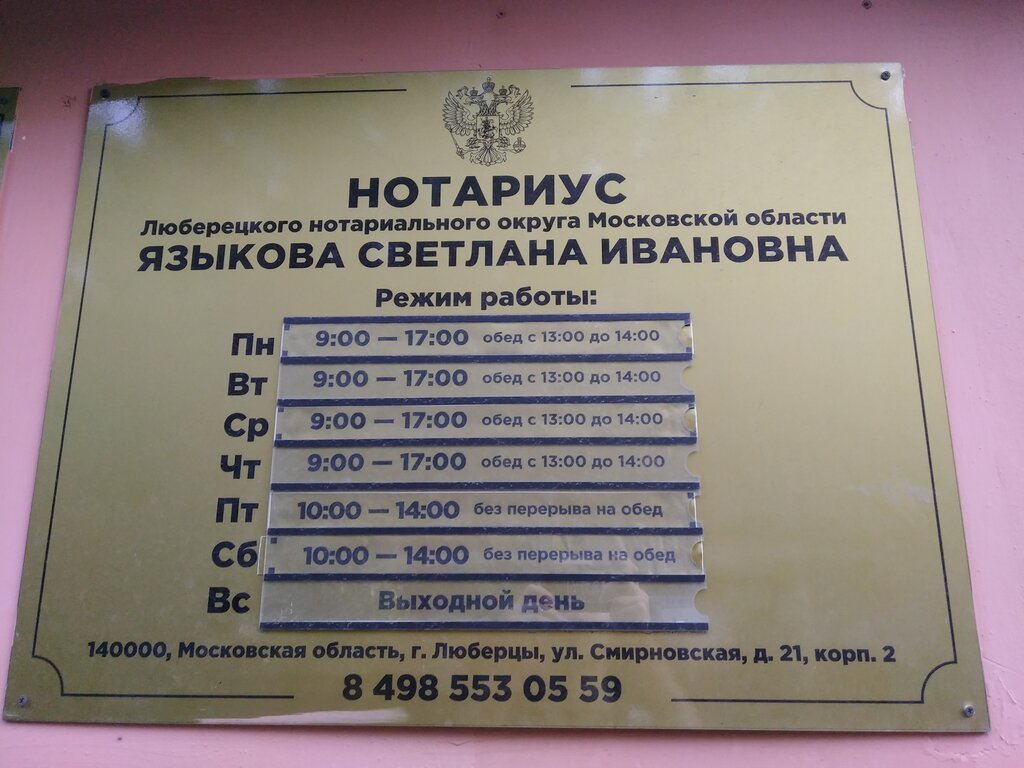 НОТАРИУС
Люберецкого нотариального округа Московской области
ЯЗЫКОВА СВЕТЛАНА ИВАНОВНА
Режим работы:
Пн 9:00 — 17:00 обед с 13:00 до 14:00
Вт 9:00 — 17:00 обед с 13:00 до 14:00
Ср 9:00 — 17:00 обед с 13:00 до 14:00
Чт 9:00 — 17:00 обед с 13:00 до 14:00
Пт 10:00 — 14:00 без перерыва на обед
Сб 10:00 — 14:00 без перерыва на обед
Вс Выходной день
140000, Московская область, г. Люберцы, ул. Смирновская, д. 21, корп. 2
8 498 553 05 59